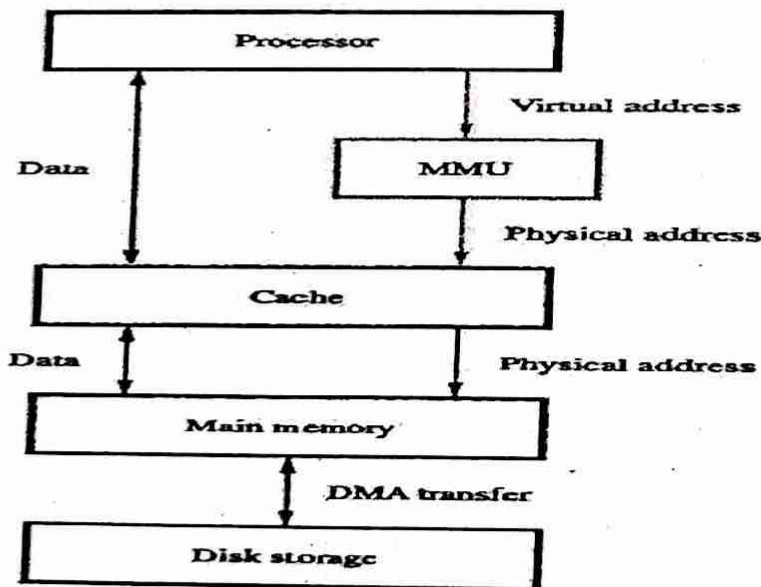 Processor
Virtual address
Data
MMU
Physical address
Cache
Data
Physical address
Main memory
DMA transfer
Disk storage